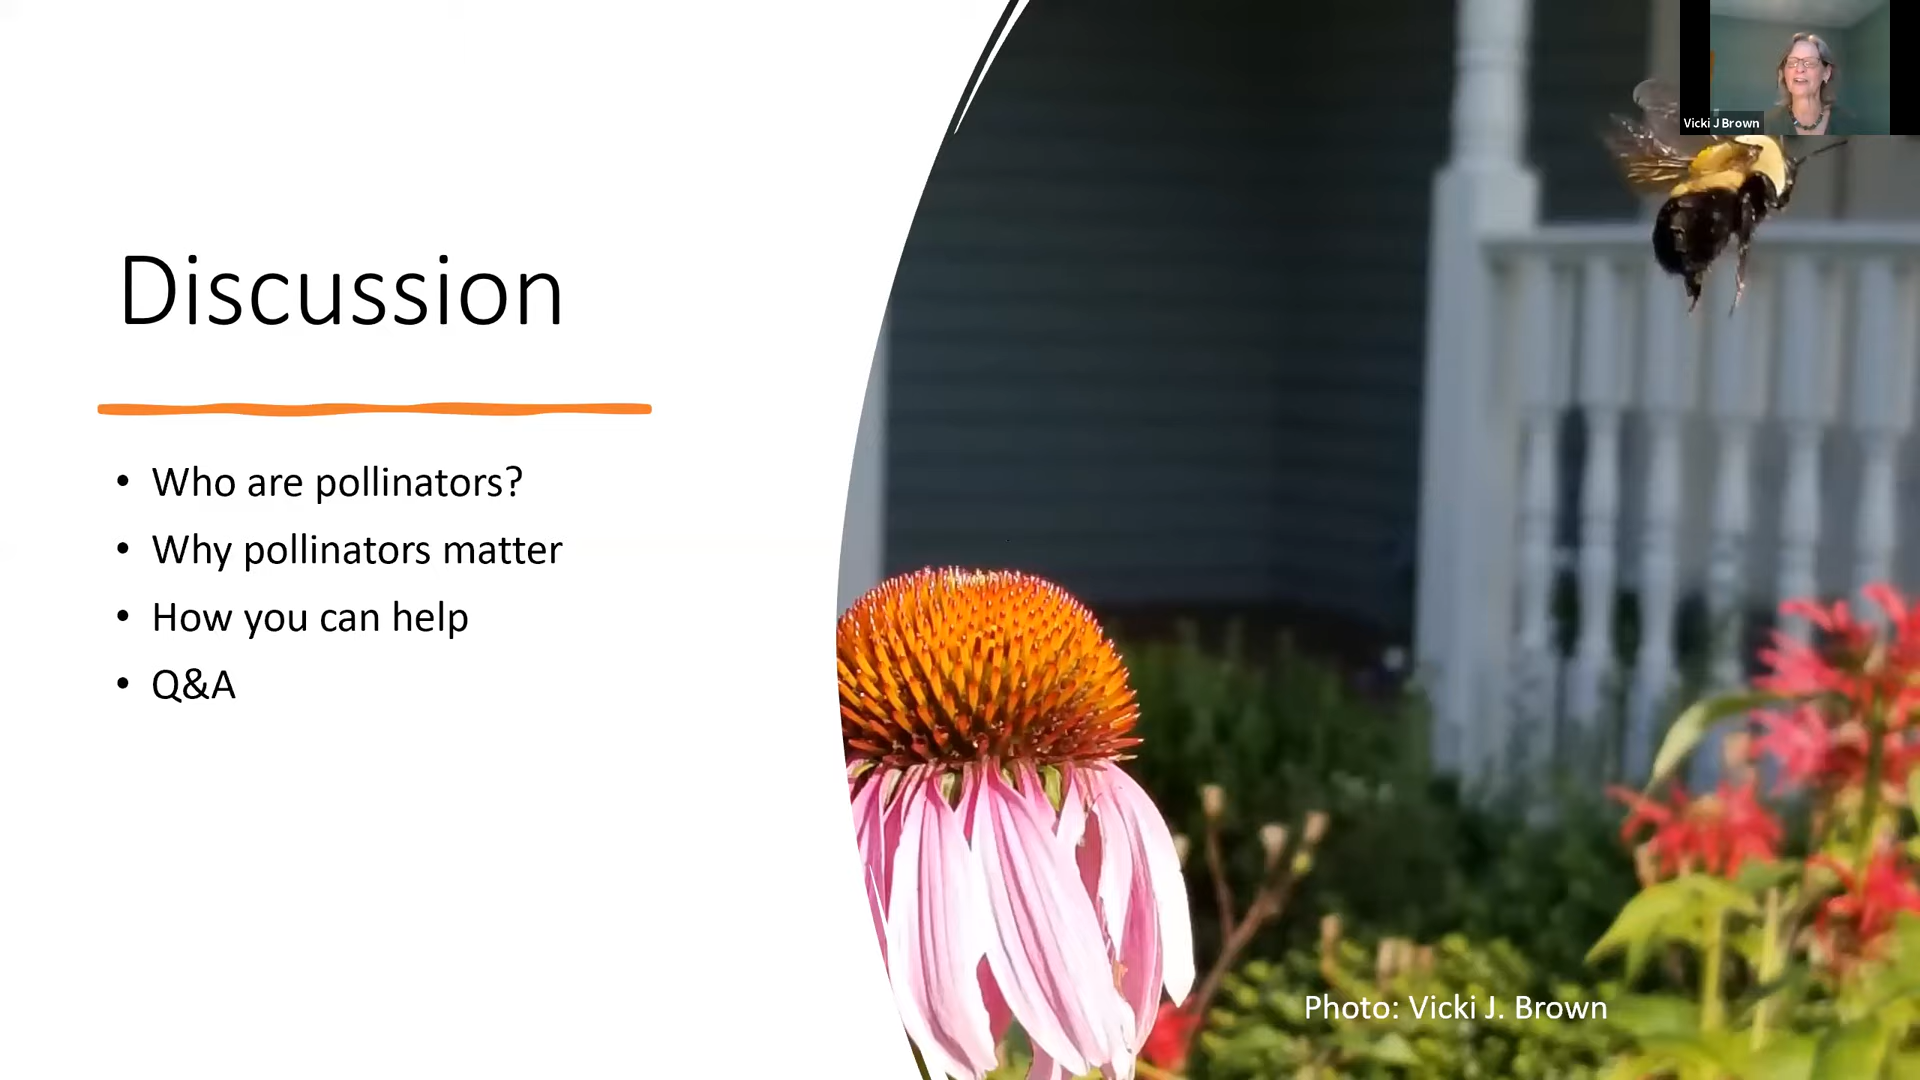 Vicki J Brown
Discussion
• Who are pollinators?
• Why pollinators matter
• How you can help
• Q&A
Photo: Vicki J. Brown